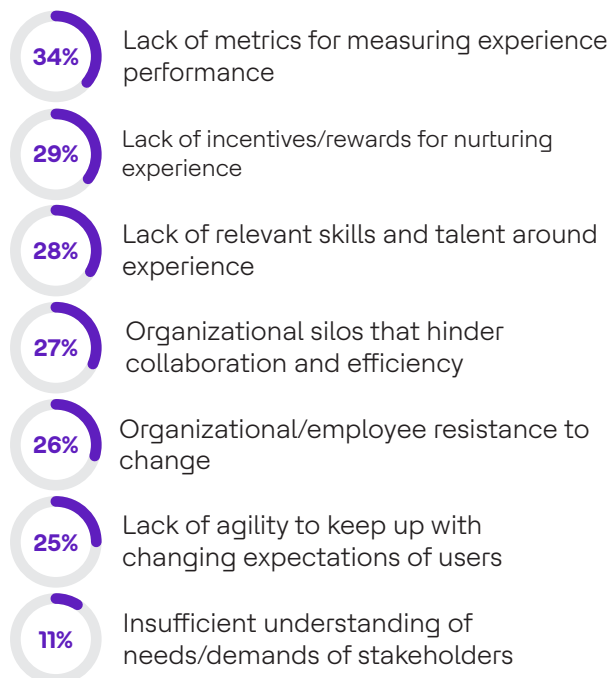 34%
Lack of metrics for measuring experience
performance
29%
Lack of incentives/rewards for nurturing
experience
28%
Lack of relevant skills and talent around
experience
27%
Organizational silos that hinder
collaboration and efficiency
26%
Organizational/employee resistance to
change
25%
Lack of agility to keep up with
changing expectations of users
11%
Insufficient understanding of
needs/demands of stakeholders